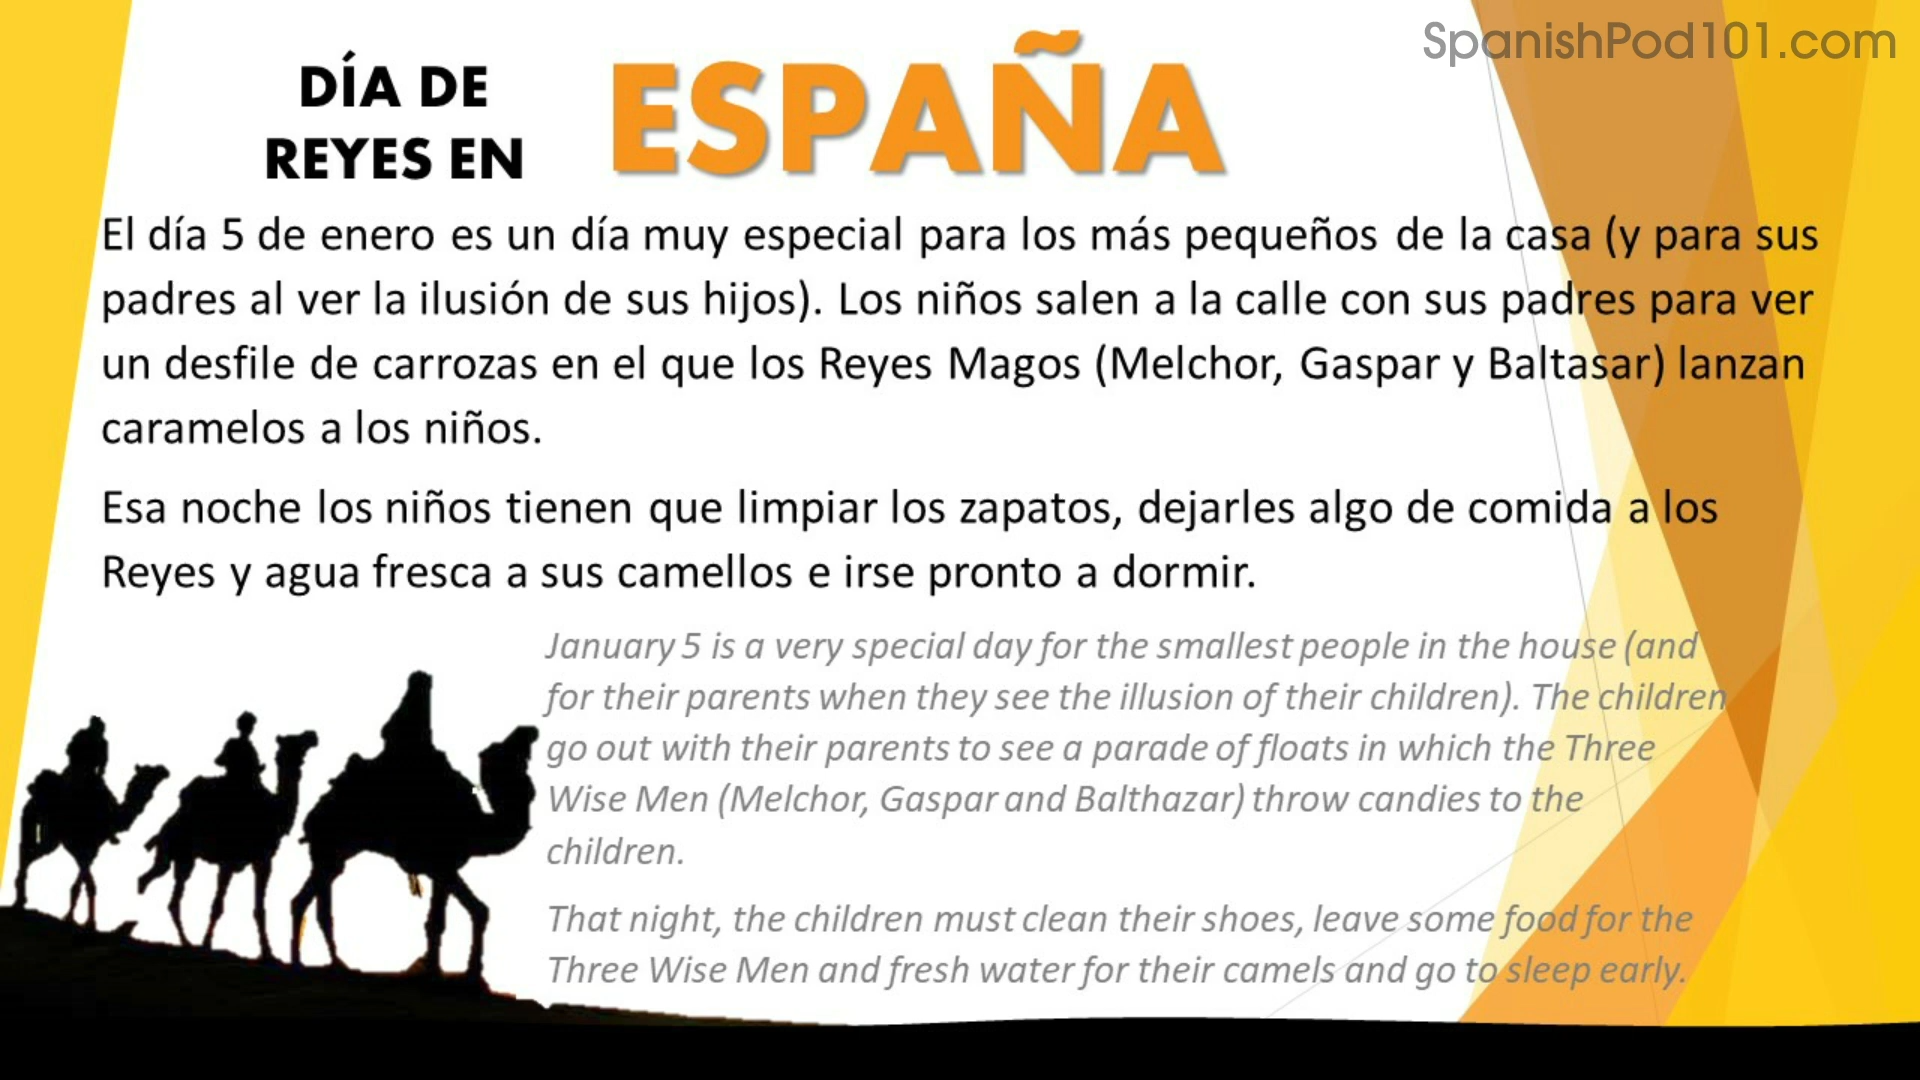 SpanishPod101.com
DÍA DE
REYES EN
ESPAÑA
El día 5 de enero es un día muy especial para los más pequeños de la casa (y para sus
padres al ver la ilusión de sus hijos). Los niños salen a la calle con sus padres para ver
un desfile de carrozas en el que los Reyes Magos (Melchor, Gaspar y Baltasar) lanzan
caramelos a los niños.
Esa noche los niños tienen que limpiar los zapatos, dejarles algo de comida a los
Reyes y agua fresca a sus camellos e irse pronto a dormir.
January 5 is a very special day for the smallest people in the house (and
for their parents when they see the illusion of their children). The children
go out with their parents to see a parade of floats in which the Three
Wise Men (Melchor, Gaspar and Balthazar) throw candies to the
children.
That night, the children must clean their shoes, leave some food for the
Three Wise Men and fresh water for their camels and go to sleep early.